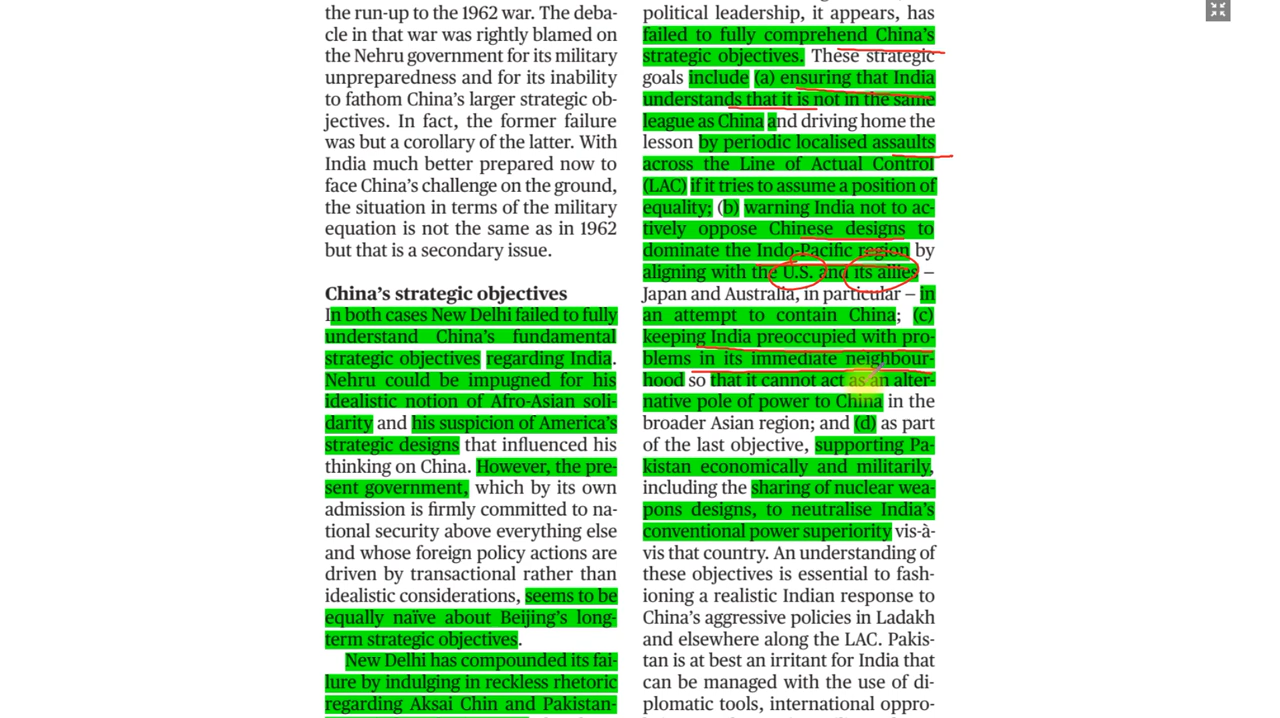 the run-up to the 1962 war. The deba-
cle in that war was rightly blamed on
the Nehru government for its military
unpreparedness and for its inability
to fathom China's larger strategic ob-
jectives. In fact, the former failure
was but a corollary of the latter. With
India much better prepared now to
face China's challenge on the ground,
the situation in terms of the military
equation is not the same as in 1962
but that is a secondary issue.
China's strategic objectives
In both cases New Delhi failed to fully
understand China's fundamental
strategic objectives regarding India.
Nehru could be impugned for his
idealistic notion of Afro-Asian soli-
darity and his suspicion of America's
strategic designs that influenced his
thinking on China. However, the pre-
sent government, which by its own
admission is firmly committed to na-
tional security above everything else
and whose foreign policy actions are
driven by transactional rather than
idealistic considerations, seems to be
equally naïve about Beijing's long-
term strategic objectives.
New Delhi has compounded its fai-
lure by indulging in reckless rhetoric
regarding Aksai Chin and Pakistan-
political leadership, it appears, has
failed to fully comprehend China's
strategic objectives. These strategic
goals include (a) ensuring that India
understands that it is not in the same
league as China and driving home the
lesson by periodic localised assaults
across the Line of Actual Control
(LAC) if it tries to assume a position of
equality; (b) warning India not to ac-
tively oppose Chinese designs to
dominate the Indo-Pacific region by
aligning with the U.S. and its allies –
Japan and Australia, in particular – in
an attempt to contain China; (c)
keeping India preoccupied with pro-
blems in its immediate neighbour-
hood so that it cannot act as an alter-
native pole of power to China in the
broader Asian region; and (d) as part
of the last objective, supporting Pa-
kistan economically and militarily,
including the sharing of nuclear wea-
pons designs, to neutralise India's
conventional power superiority vis-à-
vis that country. An understanding of
these objectives is essential to fash-
ioning a realistic Indian response to
China's aggressive policies in Ladakh
and elsewhere along the LAC. Pakis-
tan is at best an irritant for India that
can be managed with the use of di-
plomatic tools, international oppro-